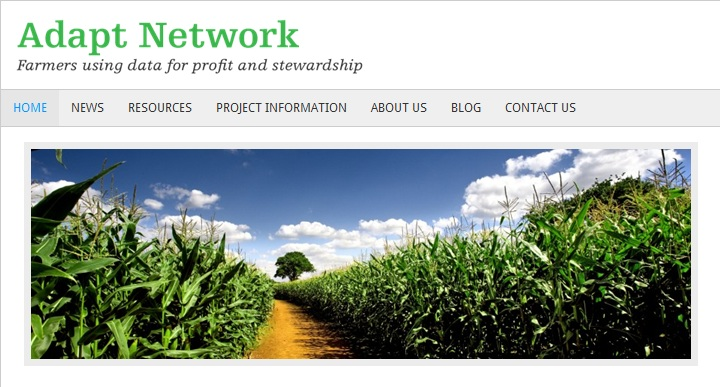 Adapt Network
Farmers using data for profit and stewardship
HOME NEWS RESOURCES PROJECT INFORMATION ABOUT US BLOG CONTACT US